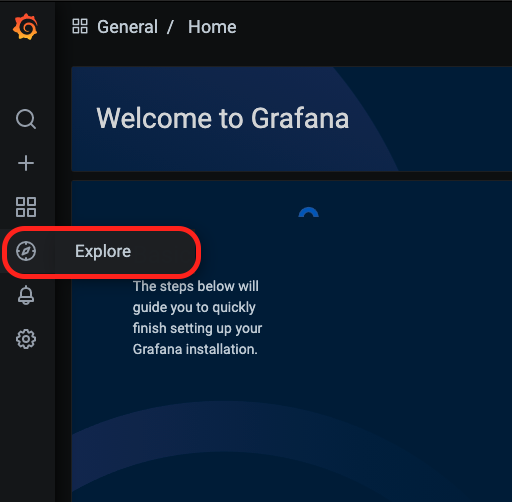 General / Home
Welcome to Grafana
Explore
The steps below will
guide you to quickly
finish setting up your
Grafana installation.